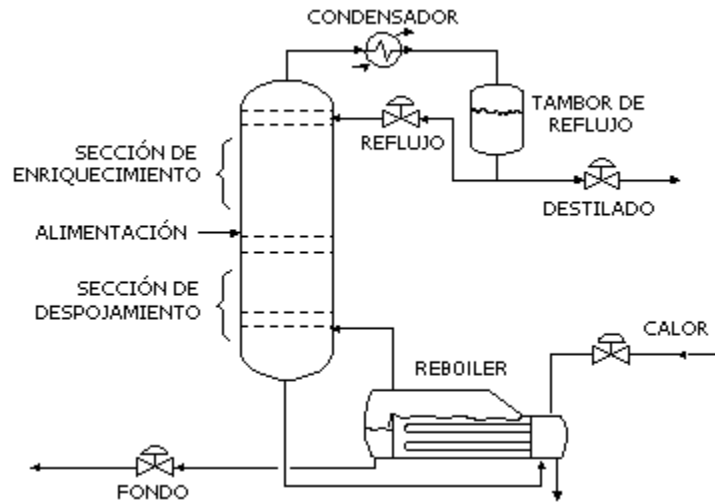 CONDENSADOR
TAMBOR DE
REFLUJO
REFLUJO
SECCIÓN DE
ENRIQUECIMIENTO
DESTILADO
ALIMENTACIÓN
SECCIÓN DE
DESPOJAMIENTO
CALOR
REBOILER
FONDO